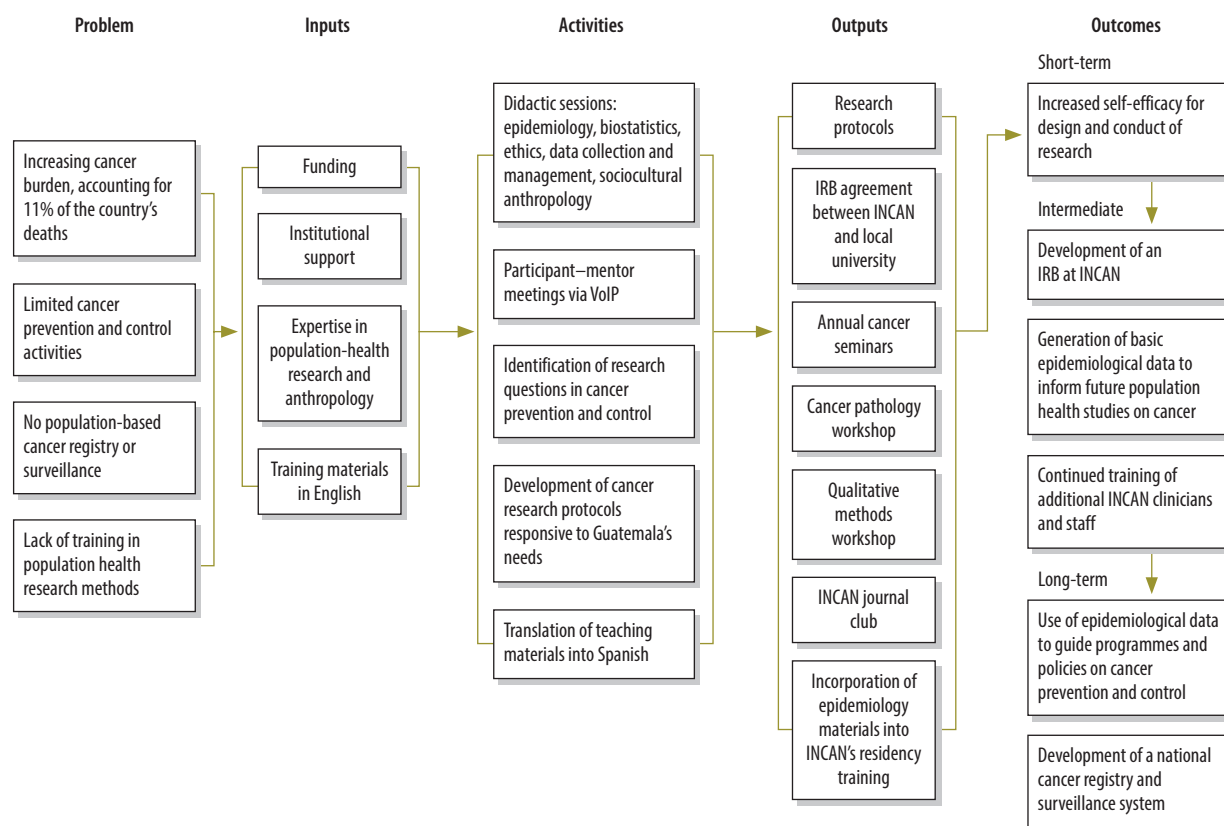 Problem
Inputs
Activities
Outputs
Outcomes
Increasing cancer
burden, accounting for
11% of the country's
deaths
Limited cancer
prevention and control
activities
No population-based
cancer registry or
surveillance
Lack of training in
population health
research methods
Funding
Institutional
support
Expertise in
population-health
research and
anthropology
Training materials
in English
Didactic sessions:
epidemiology, biostatistics,
ethics, data collection and
management, sociocultural
anthropology
Participant–mentor
meetings via VoIP
Identification of research
questions in cancer
prevention and control
Development of cancer
research protocols
responsive to Guatemala's
needs
Translation of teaching
materials into Spanish
Research
protocols
IRB agreement
between INCAN
and local
university
Annual cancer
seminars
Cancer pathology
workshop
Qualitative
methods
workshop
INCAN journal
club
Incorporation of
epidemiology
materials into
INCAN's residency
training
Short-term
Increased self-efficacy for
design and conduct of
research
Intermediate
Development of an
IRB at INCAN
Generation of basic
epidemiological data to
inform future population
health studies on cancer
Continued training of
additional INCAN clinicians
and staff
Long-term
Use of epidemiological data
to guide programmes and
policies on cancer
prevention and control
Development of a national
cancer registry and
surveillance system